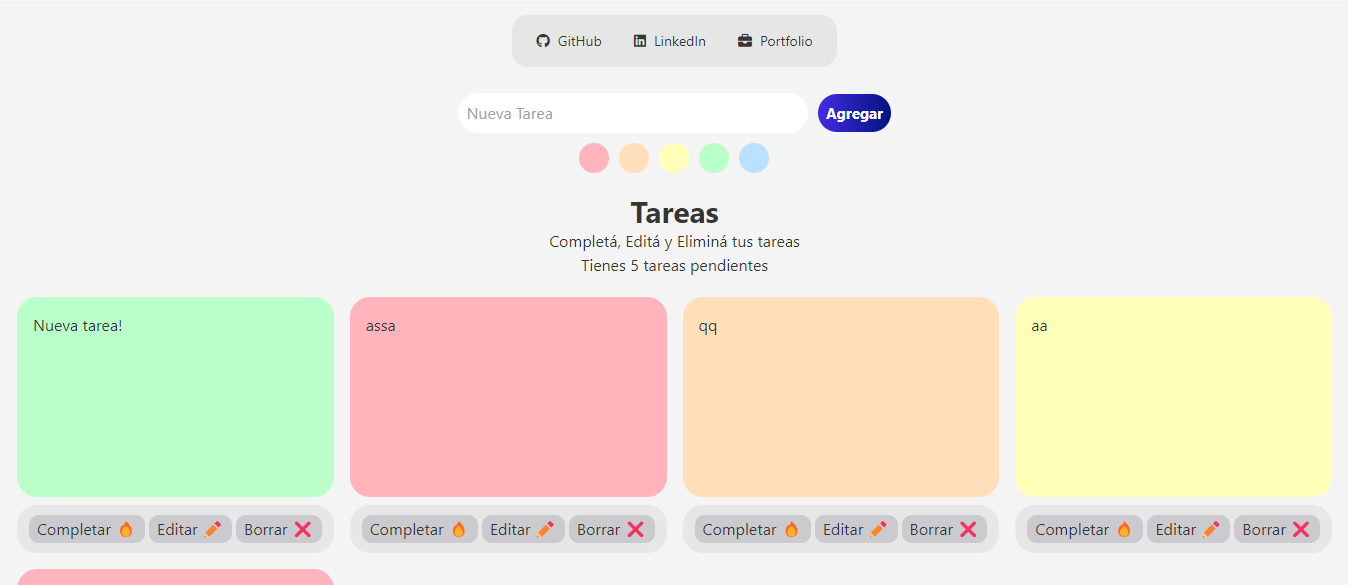 GitHub LinkedIn Portfolio
Nueva Tarea Agregar
Tareas
Completá, Editá y Eliminá tus tareas
Tienes 5 tareas pendientes
Nueva tarea! assa qq aa
Completar 🔥 Editar ✏️ Borrar ❌ Completar 🔥 Editar ✏️ Borrar ❌ Completar 🔥 Editar ✏️ Borrar ❌ Completar 🔥 Editar ✏️ Borrar ❌